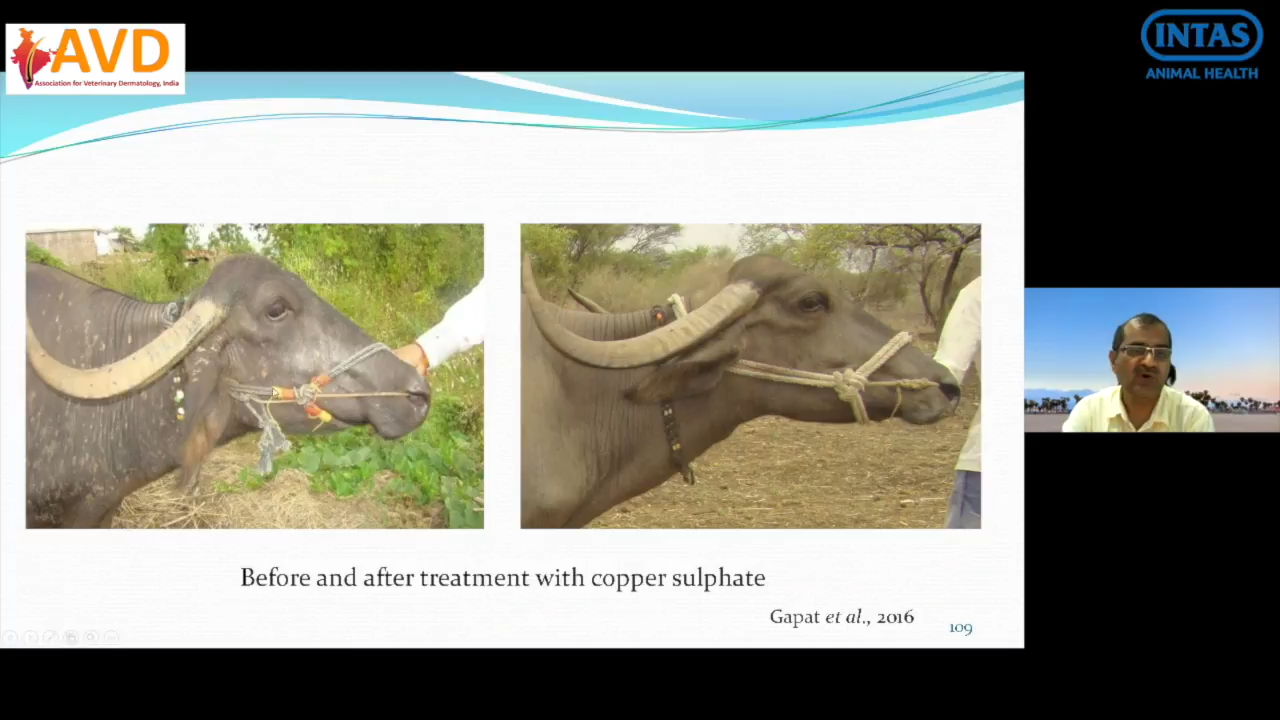 AVD
Association for Veterinary Dermatology, India
INTAS
ANIMAL HEALTH
Before and after treatment with copper sulphate
Gapat et al., 2016
109